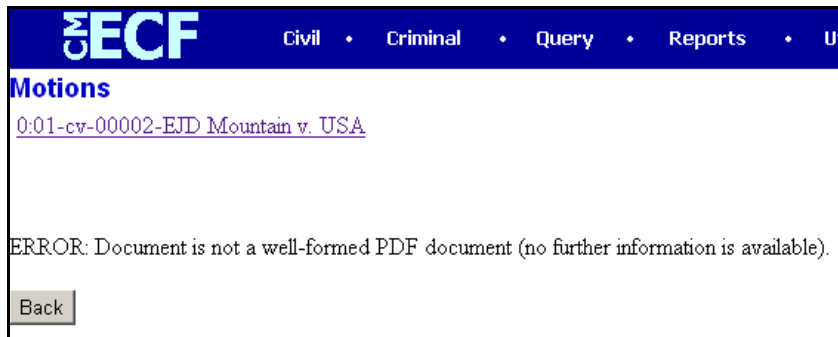 CM ECF Civil • Criminal • Query • Reports •
Motions
0:01-cv-00002-EJD Mountain v. USA
ERROR: Document is not a well-formed PDF document (no further information is available).
Back